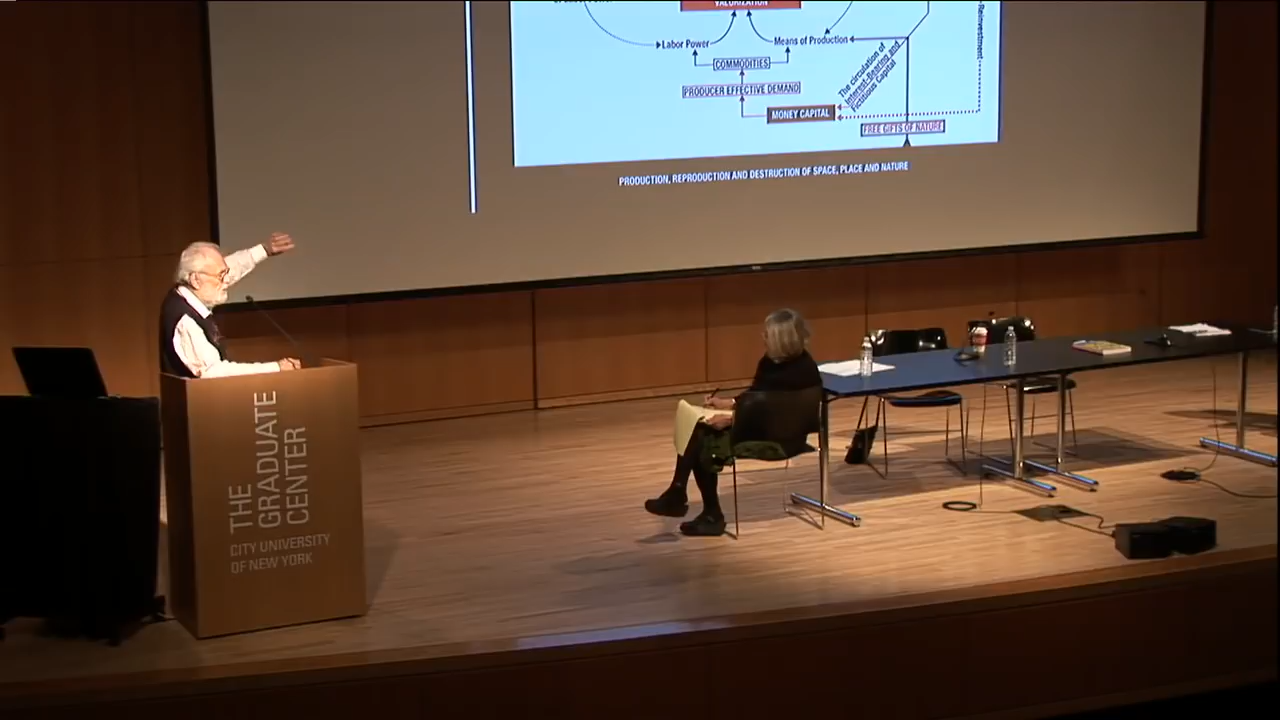 VALORIZATION
Labor Power
Means of Production
COMMODITIES
PRODUCER EFFECTIVE DEMAND
MONEY CAPITAL
The circulation of
Interest-Bearing and
Fictitious Capital
Reinvestment
FREE GIFTS OF NATURE
PRODUCTION, REPRODUCTION AND DESTRUCTION OF SPACE, PLACE AND NATURE
THE
GRADUATE
CENTER
CITY UNIVERSITY
OF NEW YORK